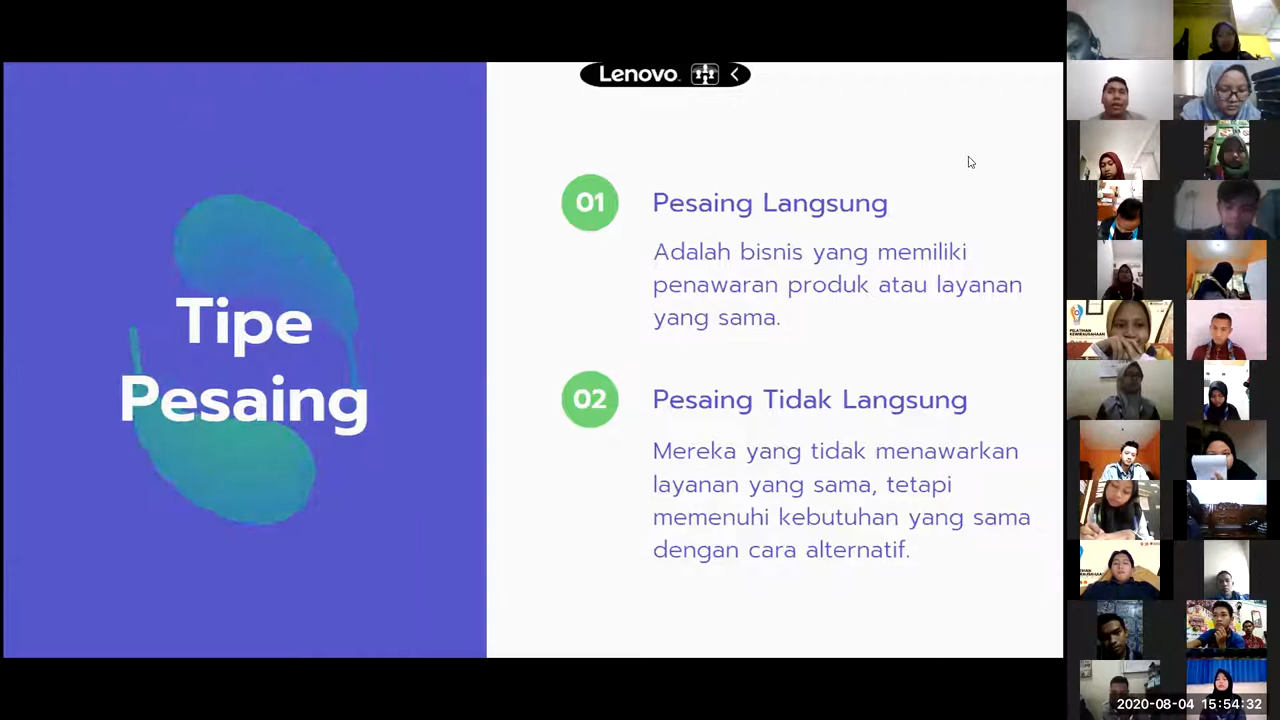 Lenovo
Tipe
Pesaing
01
Pesaing Langsung
Adalah bisnis yang memiliki
penawaran produk atau layanan
yang sama.
02
Pesaing Tidak Langsung
Mereka yang tidak menawarkan
layanan yang sama, tetapi
memenuhi kebutuhan yang sama
dengan cara alternatif.
PELATIHAN
KEWIRAUSAHAAN
2020-08-04 15:54:32